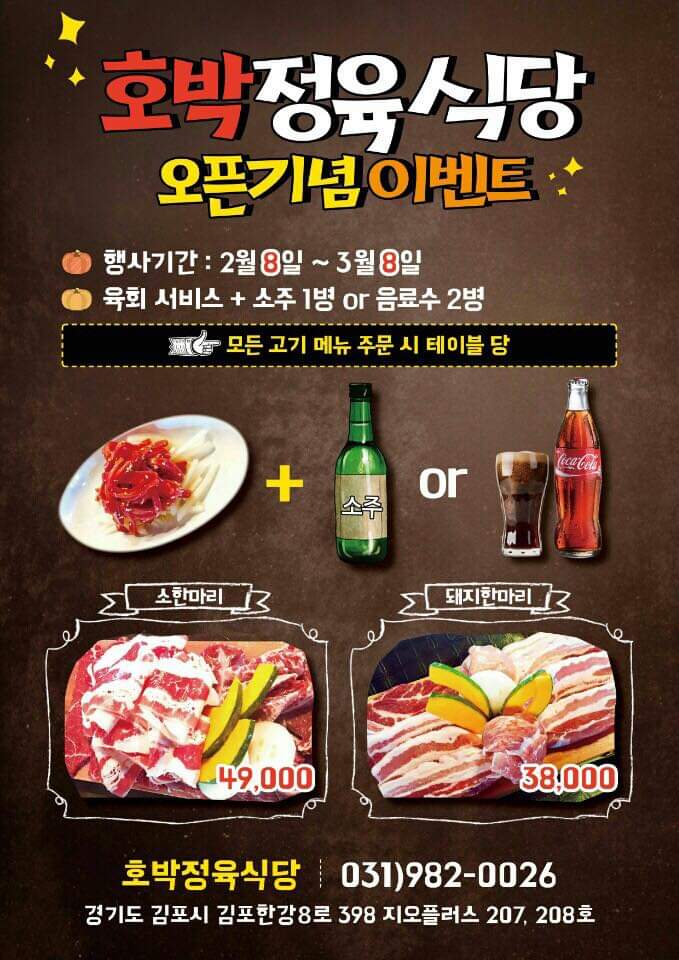 호박정육식당
오픈기념 이벤트
행사기간 : 2월 8일 ~ 3월 8일
육회 서비스 + 소주 1병 or 음료수 2병
모든 고기 메뉴 주문 시 테이블 당
+ 소주 or Coca-Cola
소한마리 돼지한마리
49,000 38,000
호박정육식당 031)982-0026
경기도 김포시 김포한강8로 398 지오플러스 207, 208호